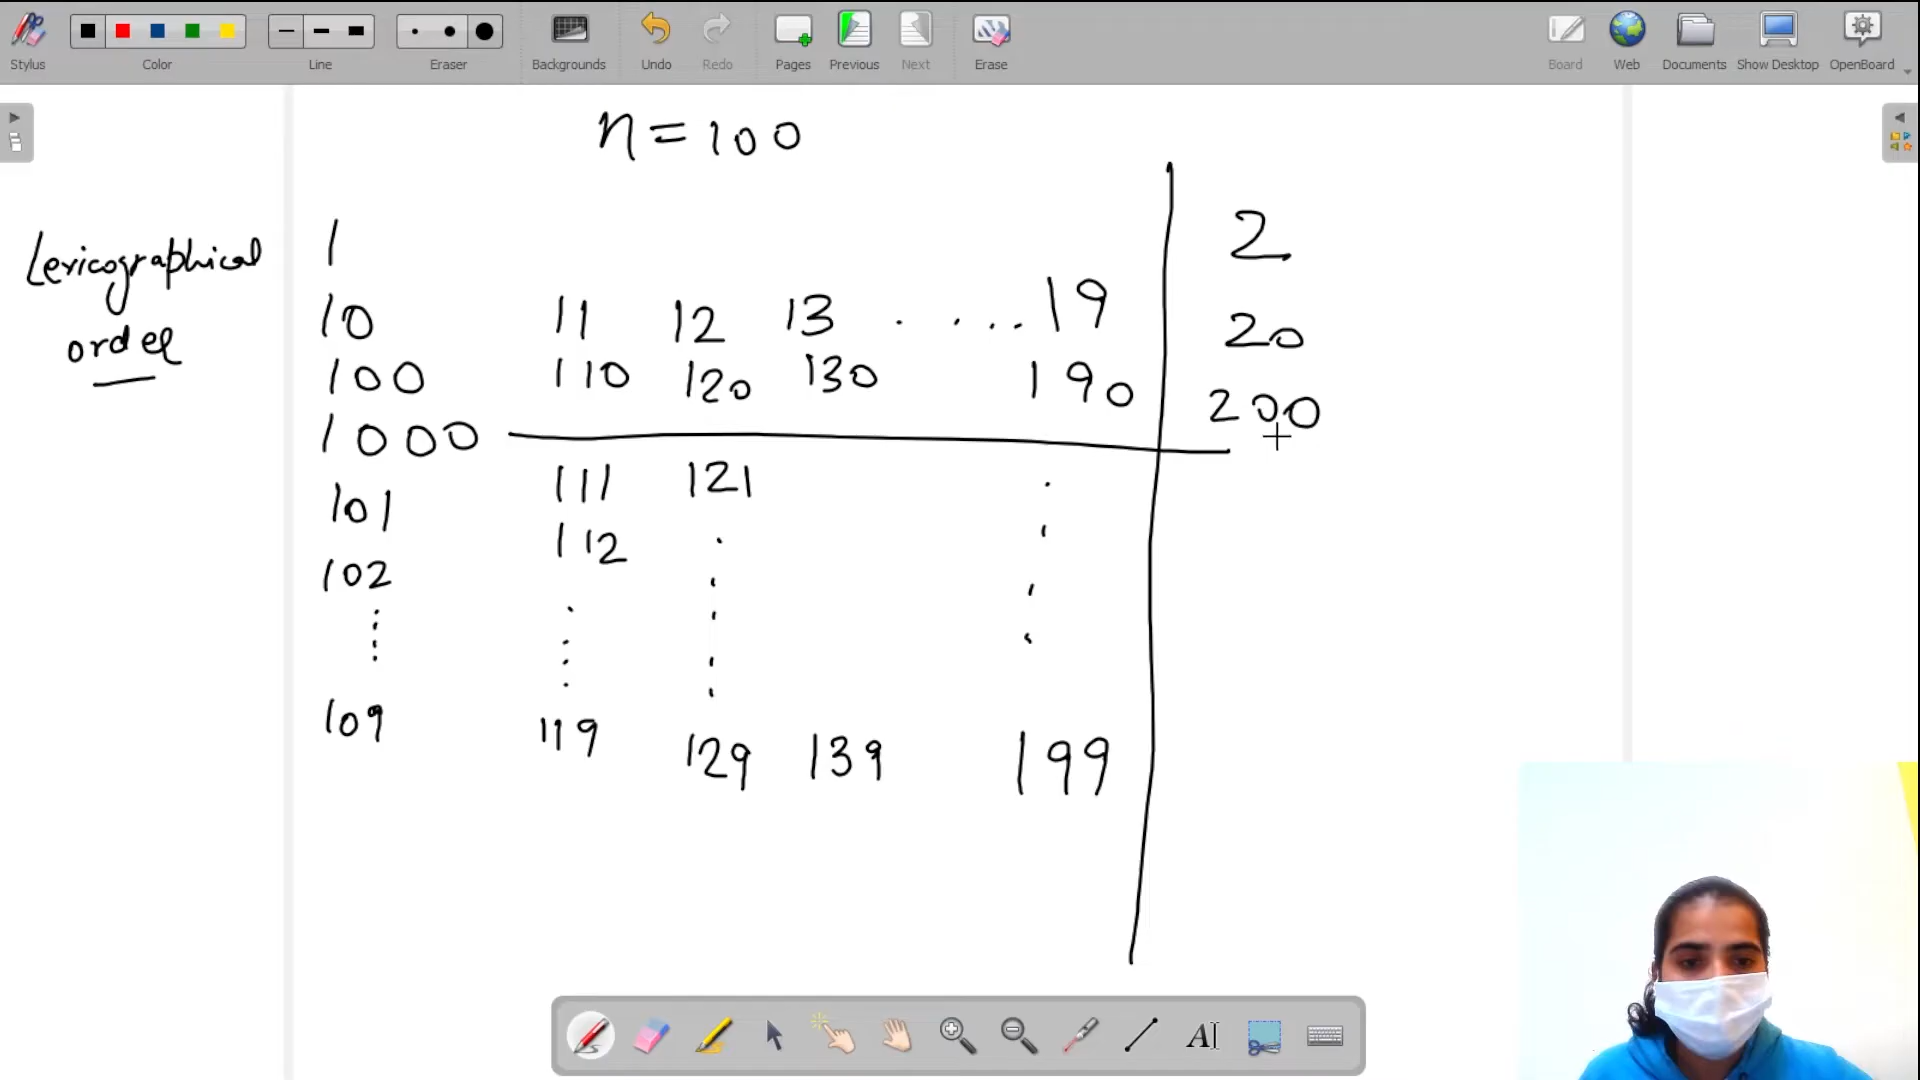 Stylus
Color
Line
Eraser
Backgrounds
Undo
Redo
Pages
Previous
Next
Erase
Board
Web
Documents
Show Desktop
OpenBoard
n = 100
Lexicographical
order
1
10 11 12 13 . . . . . 19
100 110 120 130 190
1000
101 111 121
102 112
109 119 129 139 199
2
20
200
AI